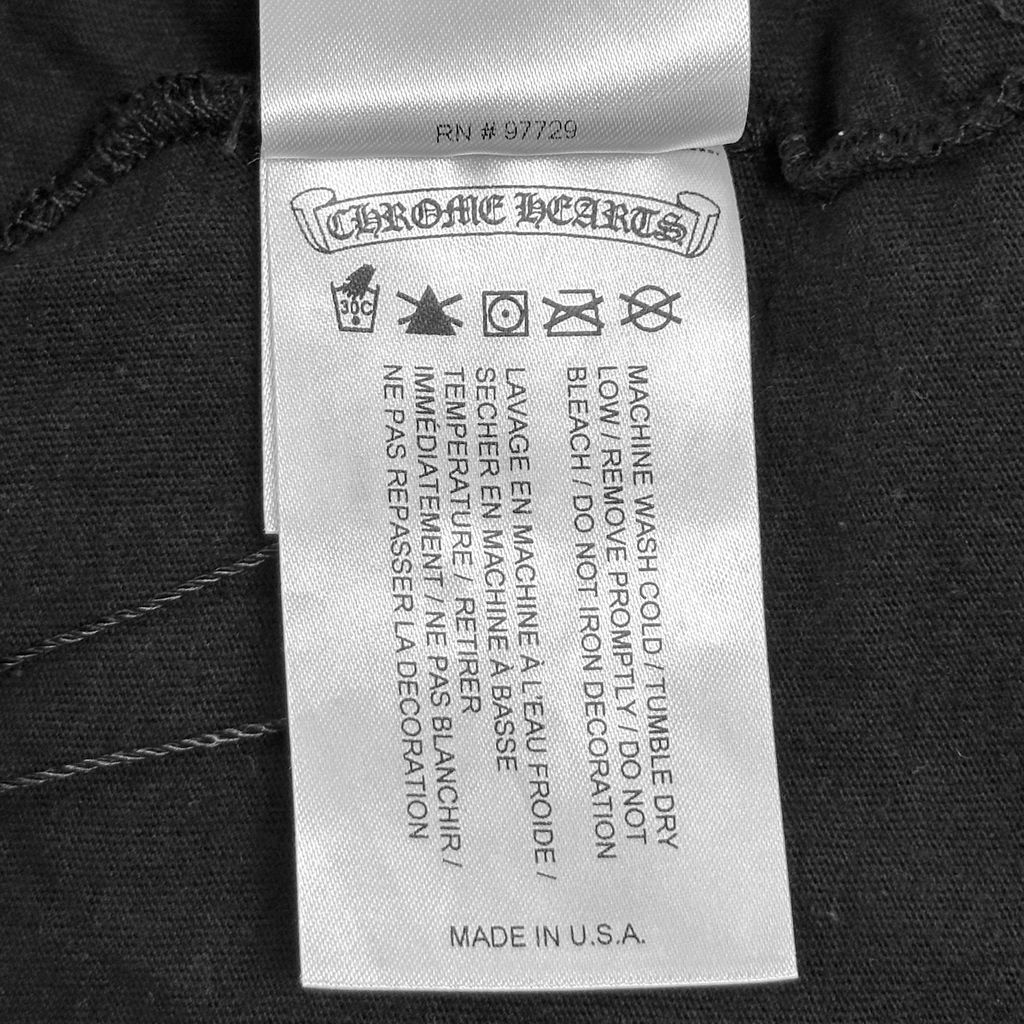 RN # 97729
CHROME HEARTS
30C
MACHINE WASH COLD / TUMBLE DRY
LOW / REMOVE PROMPTLY / DO NOT
BLEACH / DO NOT IRON DECORATION
LAVAGE EN MACHINE À L'EAU FROIDE /
SECHER EN MACHINE À BASSE
TEMPERATURE / RETIRER
IMMÉDIATEMENT / NE PAS BLANCHIR /
NE PAS REPASSER LA DECORATION
MADE IN U.S.A.